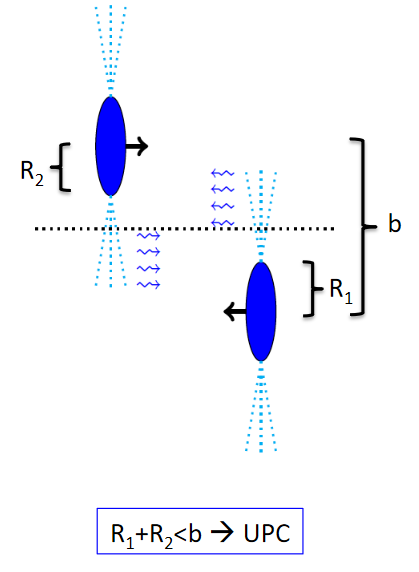 R₂
b
R₁
R₁+R₂<b → UPC